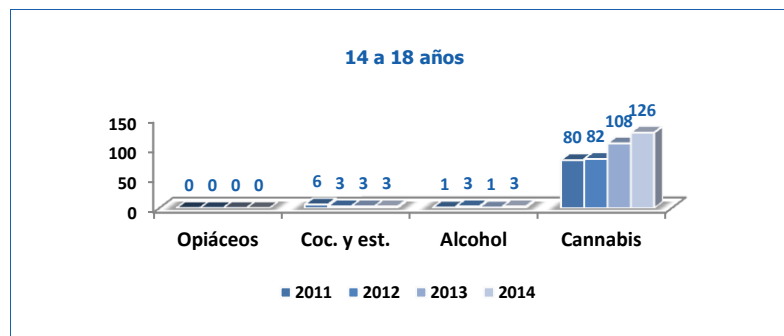 14 a 18 años
150
100
50
0
0 0 0 0
6 3 3 3
1 3 1 3
80 82 108 126
Opiáceos Coc. y est. Alcohol Cannabis
2011 2012 2013 2014